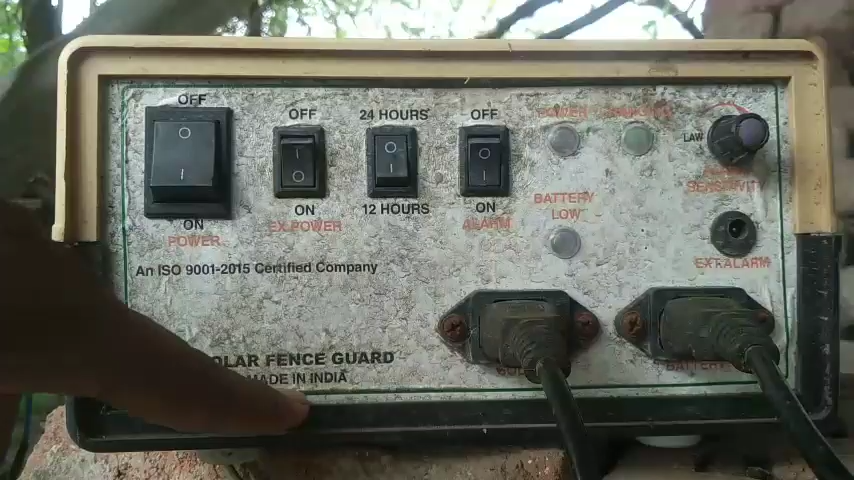 OFF
OFF
24 HOURS
OFF
LAW
SENSITIVITY
ON
ON
12 HOURS
ON
POWER
EX.POWER
ALARM
BATTERY
LOW
EXT.ALARM
An ISO 9001-2015 Certified Company
OLAR FENCE GUARD
MADE IN INDIA
BATTERY